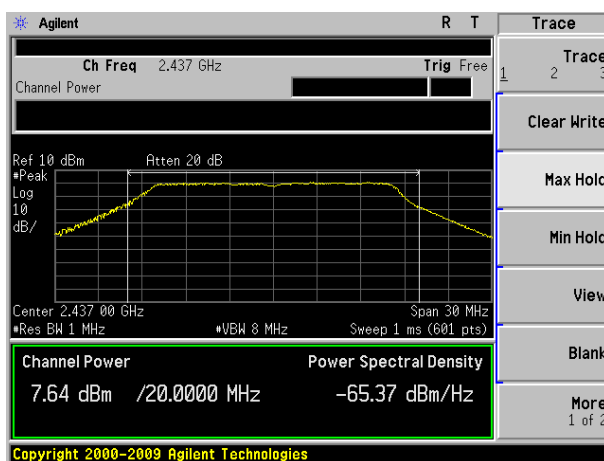 Agilent R T Trace
Ch Freq 2.437 GHz Trig Free
Channel Power
Trace
1 2 3
Clear Write
Max Hold
Min Hold
View
Blank
More
1 of 2
Ref 10 dBm Atten 20 dB
#Peak
Log
10
dB/
Center 2.437 00 GHz Span 30 MHz
#Res BW 1 MHz #VBW 8 MHz Sweep 1 ms (601 pts)
Channel Power Power Spectral Density
7.64 dBm /20.0000 MHz -65.37 dBm/Hz
Copyright 2000-2009 Agilent Technologies